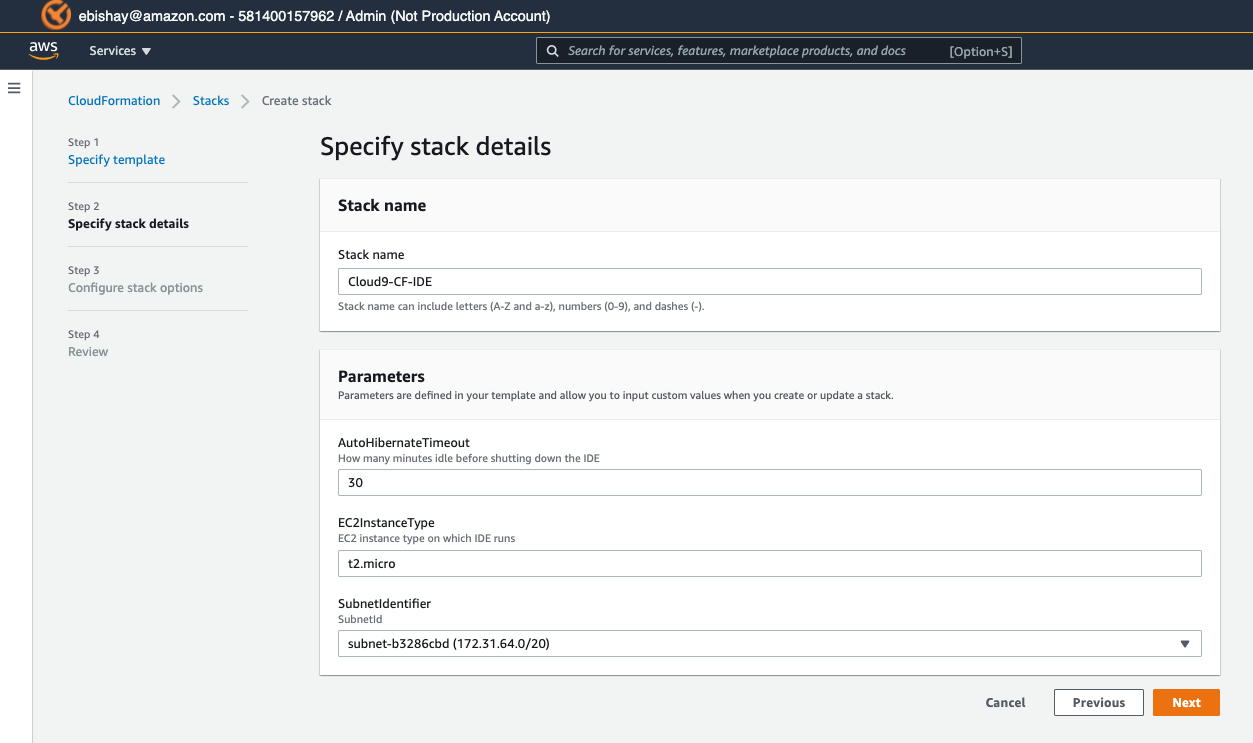 ebishay@amazon.com - 581400157962 / Admin (Not Production Account)
aws Services Search for services, features, marketplace products, and docs [Option+S]
CloudFormation Stacks Create stack
Step 1
Specify template
Step 2
Specify stack details
Step 3
Configure stack options
Step 4
Review
Specify stack details
Stack name
Stack name
Cloud9-CF-IDE
Stack name can include letters (A-Z and a-z), numbers (0-9), and dashes (-).
Parameters
Parameters are defined in your template and allow you to input custom values when you create or update a stack.
AutoHibernateTimeout
How many minutes idle before shutting down the IDE
30
EC2InstanceType
EC2 instance type on which IDE runs
t2.micro
SubnetIdentifier
SubnetId
subnet-b3286cbd (172.31.64.0/20)
Cancel Previous Next